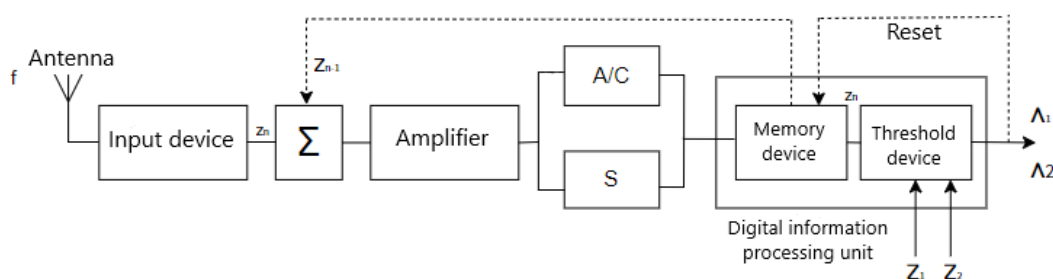 Reset
Antenna
f
Z n-1
A/C
Input device
zn
Σ
Amplifier
Memory
device
zn
Threshold
device
Λ1
Λ2
S
Digital information
processing unit
Z1
Z2